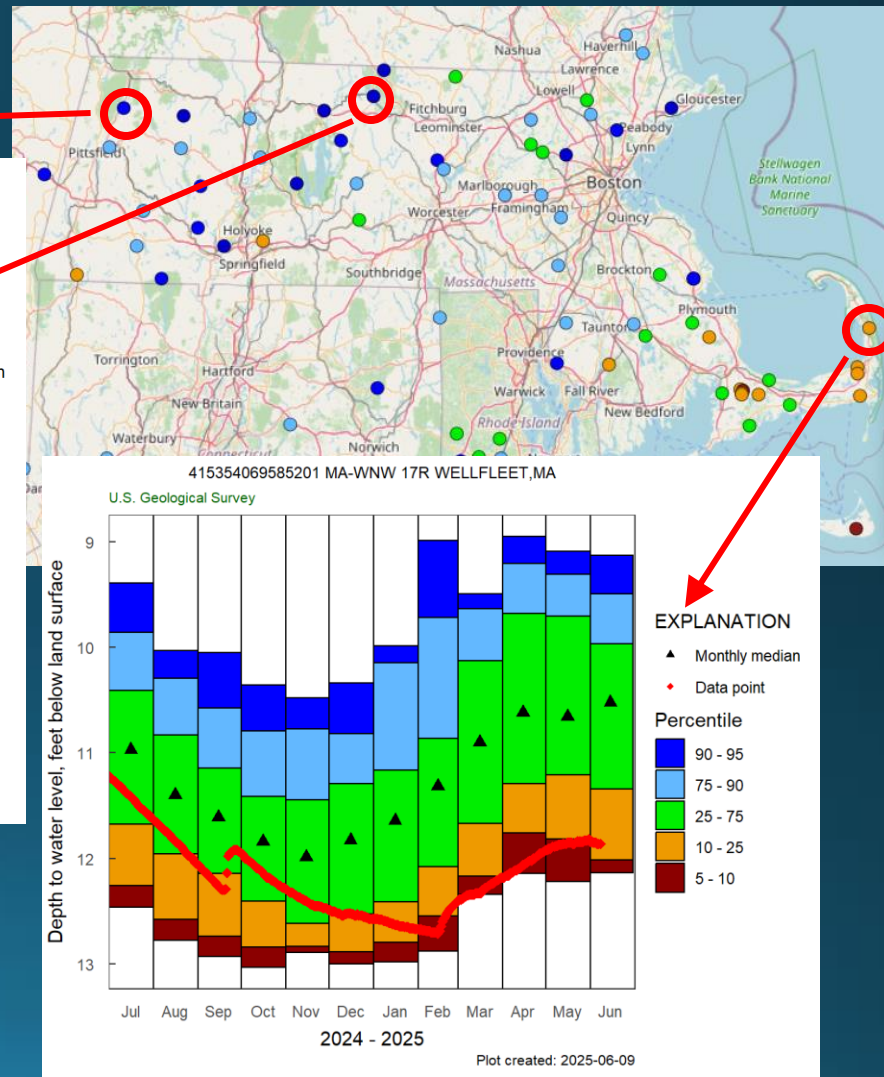 Nashua
Haverhill
Lawrence
Lowell
Gloucester
Fitchburg
Leominster
Peabody
Lynn
Pittsfield
Stellwagen
Bank National
Marine
Sanctuary
Marlborough
Boston
Worcester
Framingham
Quincy
Holyoke
Springfield
Southbridge
Brockton
Massachusetts
Plymouth
Taunton
Torrington
Hartford
Providence
Warwick
Fall River
New Britain
New Bedford
Rhode Island
Waterbury
Norwich
Connecticut
415354069585201 MA-WNW 17R WELLFLEET,MA
U.S. Geological Survey
Depth to water level, feet below land surface
9
10
11
12
13
Jul Aug Sep Oct Nov Dec Jan Feb Mar Apr May Jun
2024 - 2025
Plot created: 2025-06-09
EXPLANATION
Monthly median
Data point
Percentile
90 - 95
75 - 90
25 - 75
10 - 25
5 - 10